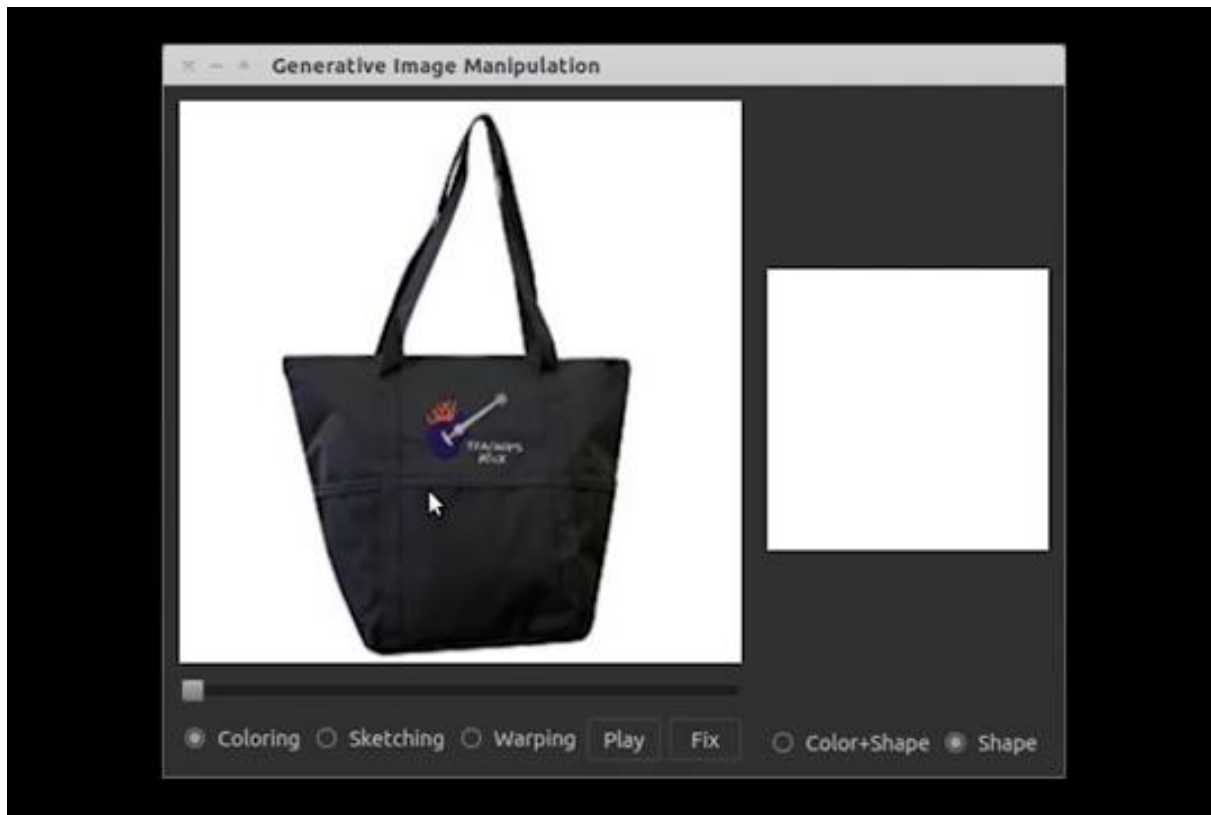 Generative Image Manipulation
Coloring Sketching Warping Play Fix
Color+Shape Shape